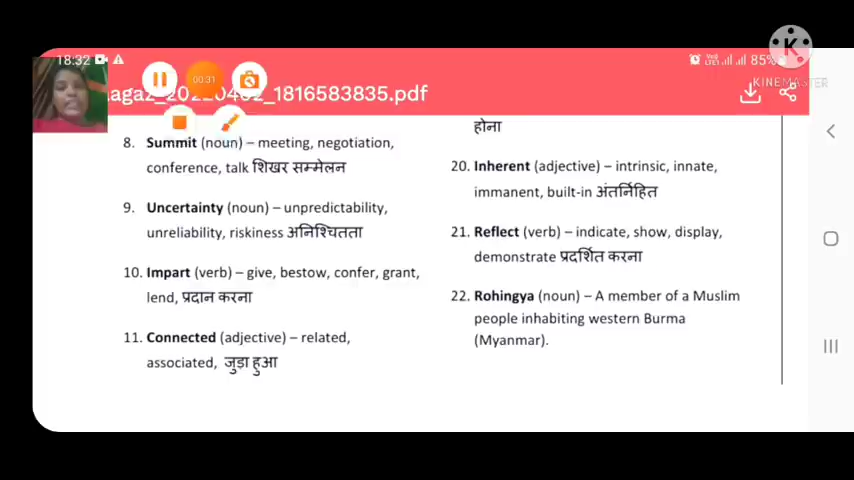 18:32
85%
00:31
KINEMASTER
agaz_20220402_1816583835.pdf
8. Summit (noun) – meeting, negotiation,
conference, talk शिखर सम्मेलन
9. Uncertainty (noun) – unpredictability,
unreliability, riskiness अनिश्चितता
10. Impart (verb) – give, bestow, confer, grant,
lend, प्रदान करना
11. Connected (adjective) – related,
associated, जुड़ा हुआ
होना
20. Inherent (adjective) – intrinsic, innate,
immanent, built-in अंतर्निहित
21. Reflect (verb) – indicate, show, display,
demonstrate प्रदर्शित करना
22. Rohingya (noun) – A member of a Muslim
people inhabiting western Burma
(Myanmar).